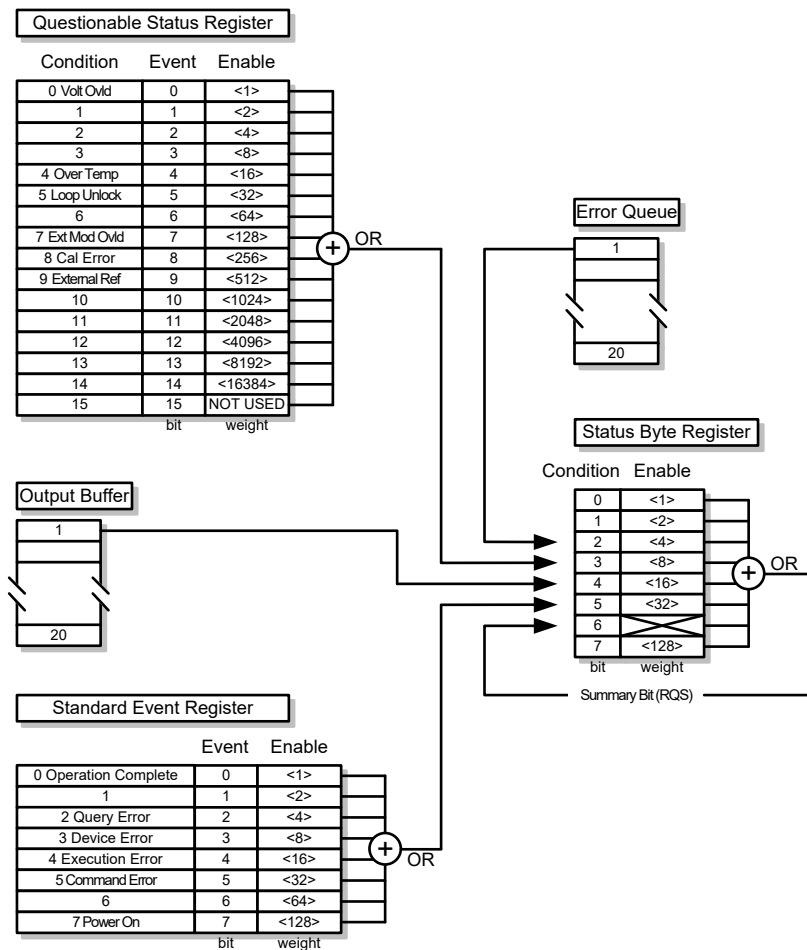 Questionable Status Register
Condition Event Enable
0 Volt Ovld 0 <1>
1 1 <2>
2 2 <4>
3 3 <8>
4 Over Temp 4 <16>
5 Loop Unlock 5 <32>
6 6 <64>
7 Ext Mod Ovld 7 <128>
8 Cal Error 8 <256>
9 External Ref 9 <512>
10 10 <1024>
11 11 <2048>
12 12 <4096>
13 13 <8192>
14 14 <16384>
15 15 NOT USED
bit weight
+
OR
Error Queue
1
20
Output Buffer
1
20
Status Byte Register
Condition Enable
0 <1>
1 <2>
2 <4>
3 <8>
4 <16>
5 <32>
6
7 <128>
bit weight
+
OR
Summary Bit (RQS)
Standard Event Register
Event Enable
0 Operation Complete 0 <1>
1 1 <2>
2 Query Error 2 <4>
3 Device Error 3 <8>
4 Execution Error 4 <16>
5 Command Error 5 <32>
6 6 <64>
7 Power On 7 <128>
bit weight
+
OR